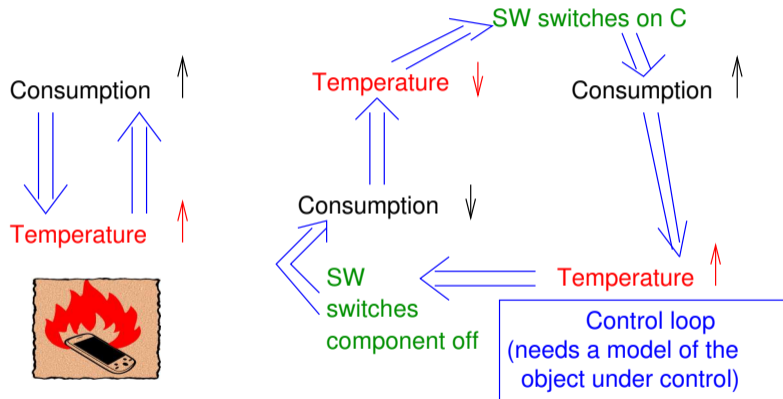 Consumption
Temperature
SW switches on C
Temperature
Consumption
Consumption
SW
switches
component off
Temperature
Control loop
(needs a model of the
object under control)